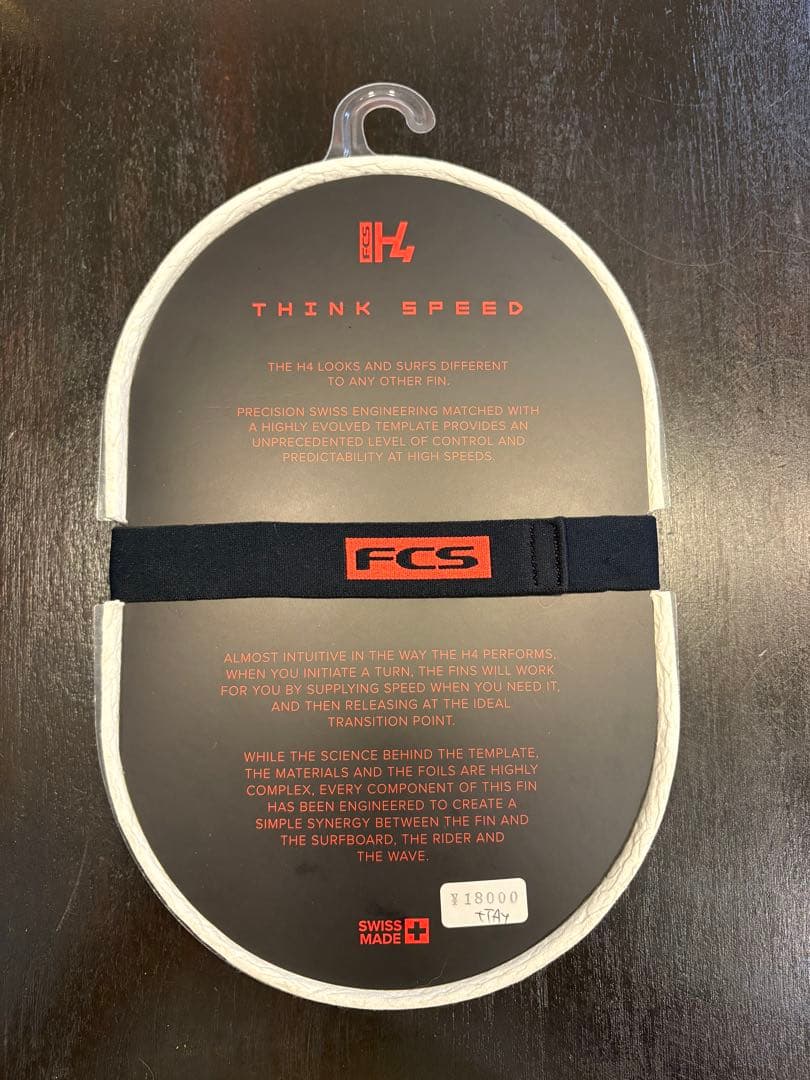 FCS H4
THINK SPEED
THE H4 LOOKS AND SURFS DIFFERENT
TO ANY OTHER FIN.
PRECISION SWISS ENGINEERING MATCHED WITH
A HIGHLY EVOLVED TEMPLATE PROVIDES AN
UNPRECEDENTED LEVEL OF CONTROL AND
PREDICTABILITY AT HIGH SPEEDS.
FCS
ALMOST INTUITIVE IN THE WAY THE H4 PERFORMS,
WHEN YOU INITIATE A TURN, THE FINS WILL WORK
FOR YOU BY SUPPLYING SPEED WHEN YOU NEED IT,
AND THEN RELEASING AT THE IDEAL
TRANSITION POINT.
WHILE THE SCIENCE BEHIND THE TEMPLATE,
THE MATERIALS AND THE FOILS ARE HIGHLY
COMPLEX, EVERY COMPONENT OF THIS FIN
HAS BEEN ENGINEERED TO CREATE A
SIMPLE SYNERGY BETWEEN THE FIN AND
THE SURFBOARD, THE RIDER AND
THE WAVE.
¥18000
SWISS
MADE